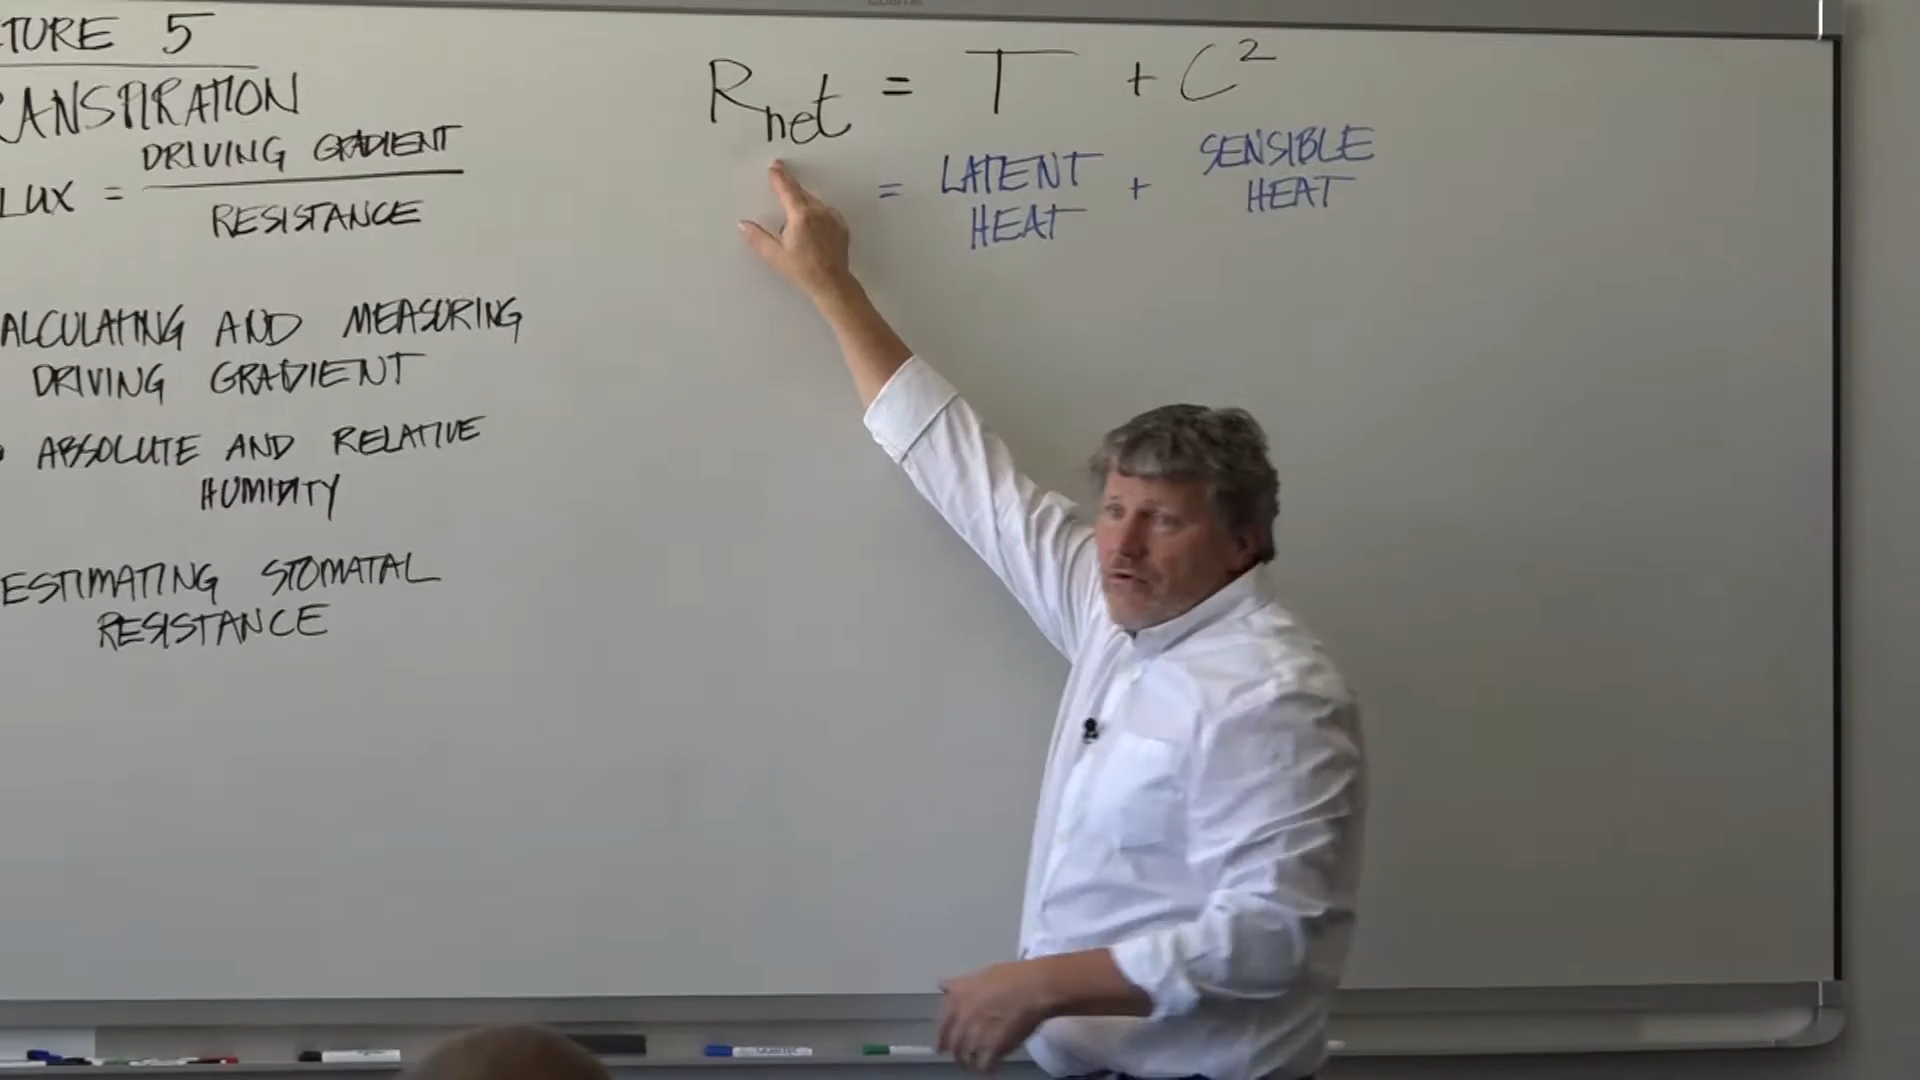 TURE 5
RANSPIRATION
LUX = DRIVING GRADIENT
RESISTANCE
ALCULATING AND MEASURING
DRIVING GRADIENT
ABSOLUTE AND RELATIVE
HUMIDITY
ESTIMATING STOMATAL
RESISTANCE
Rnet = T + C²
= LATENT HEAT + SENSIBLE HEAT